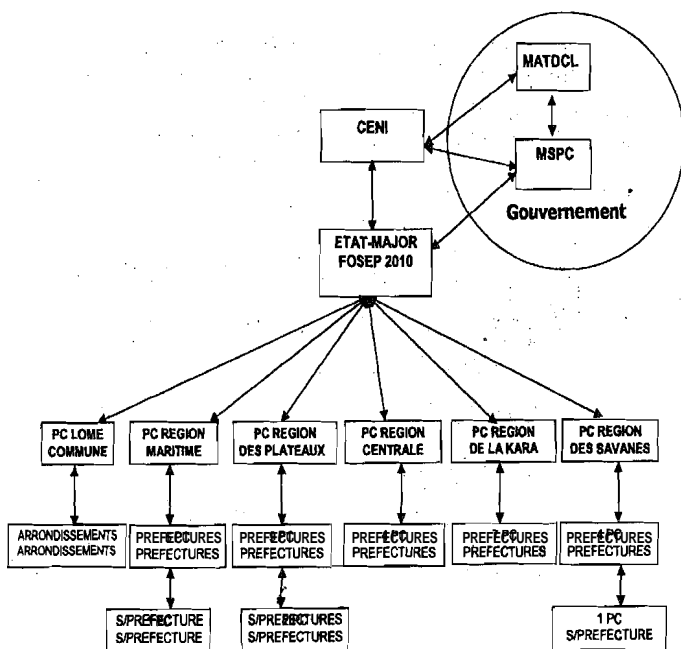 MATDCL
CENI
MSPC
Gouvernement
ETAT-MAJOR
FOSEP 2010
PC LOME
COMMUNE
PC REGION
MARITIME
PC REGION
DES PLATEAUX
PC REGION
CENTRALE
PC REGION
DE LA KARA
PC REGION
DES SAVANES
ARRONDISSEMENTS
ARRONDISSEMENTS
PREFECTURES
PREFECTURES
PREFECTURES
PREFECTURES
PREFECTURES
PREFECTURES
PREFECTURES
PREFECTURES
PREFECTURES
PREFECTURES
S/PREFECTURE
S/PREFECTURE
S/PREFECTURES
S/PREFECTURES
1 PC
S/PREFECTURE